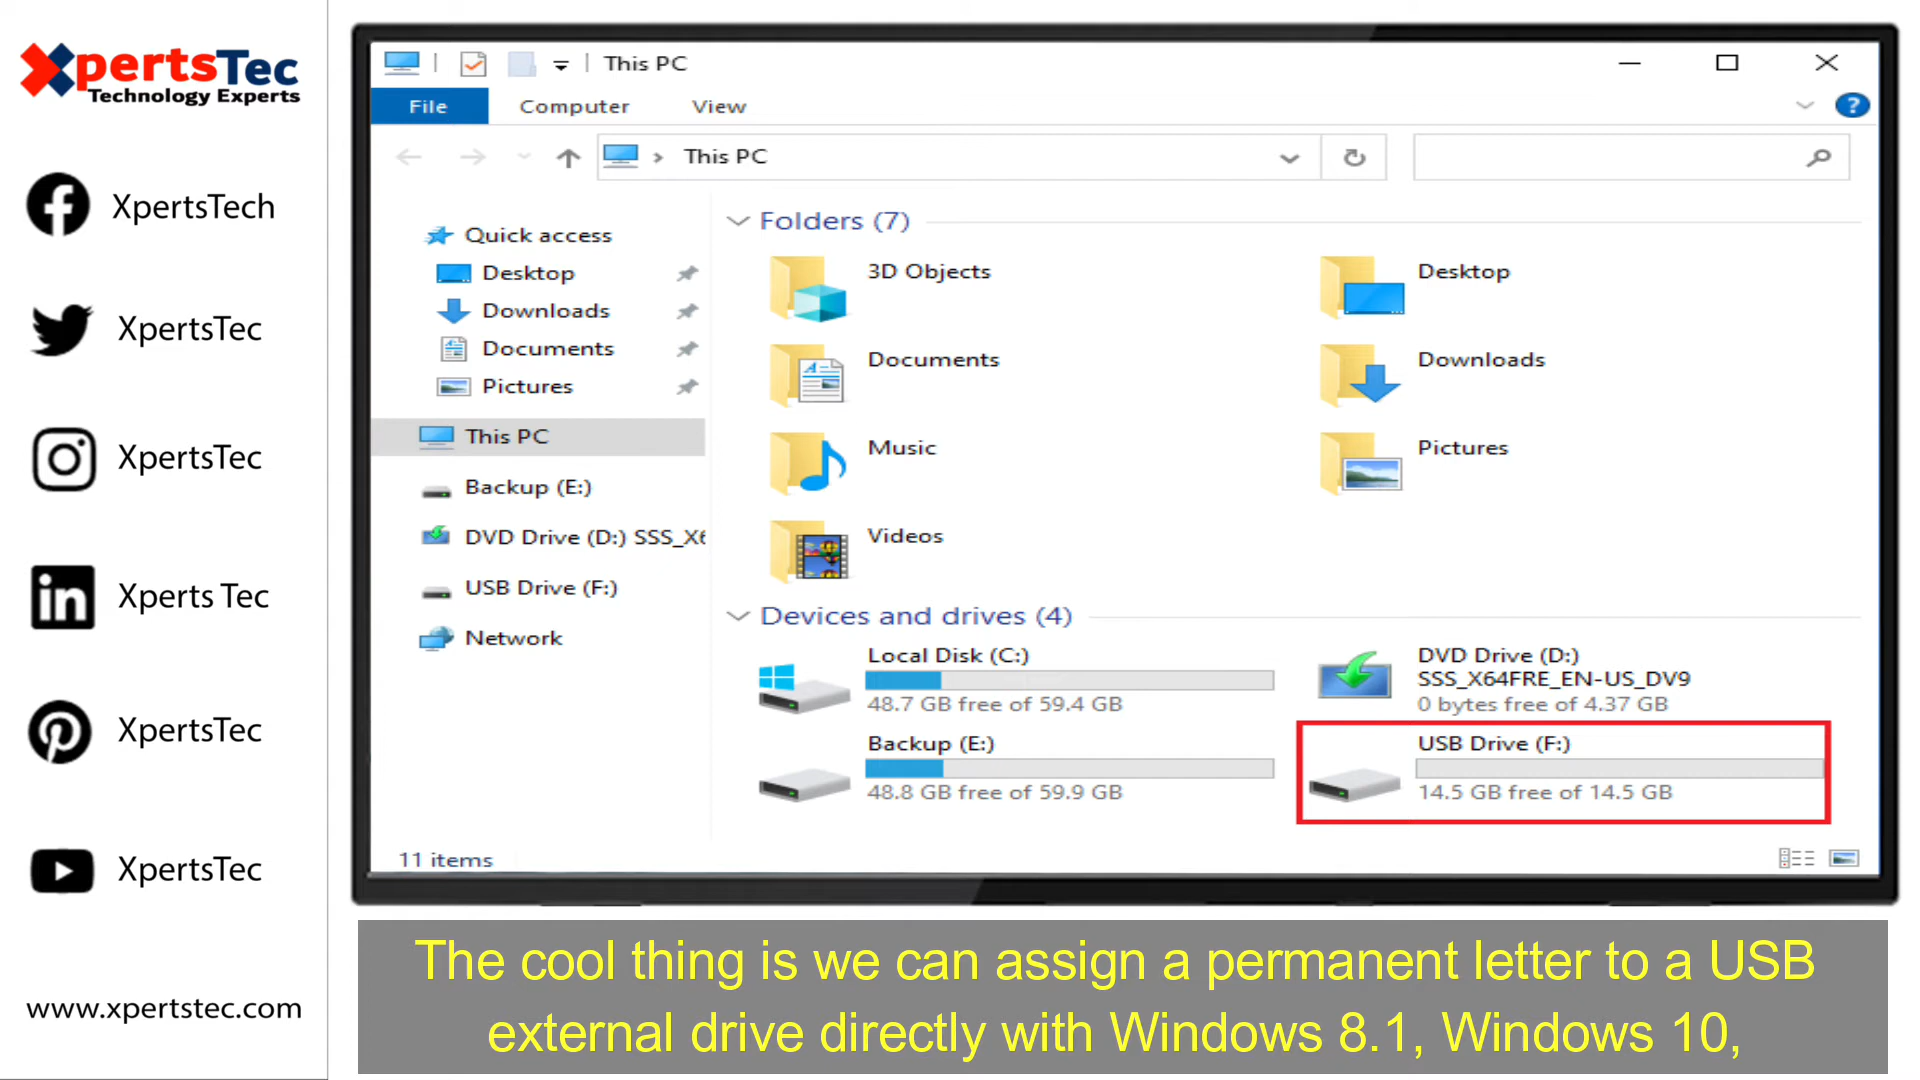 XpertsTec
Technology Experts
XpertsTech
XpertsTec
XpertsTec
Xperts Tec
XpertsTec
XpertsTec
www.xpertstec.com
This PC
File Computer View
This PC
Quick access
Desktop
Downloads
Documents
Pictures
This PC
Backup (E:)
DVD Drive (D:) SSS_X6
USB Drive (F:)
Network
Folders (7)
3D Objects
Desktop
Documents
Downloads
Music
Pictures
Videos
Devices and drives (4)
Local Disk (C:)
48.7 GB free of 59.4 GB
DVD Drive (D:)
SSS_X64FRE_EN-US_DV9
0 bytes free of 4.37 GB
Backup (E:)
48.8 GB free of 59.9 GB
USB Drive (F:)
14.5 GB free of 14.5 GB
11 items
The cool thing is we can assign a permanent letter to a USB
external drive directly with Windows 8.1, Windows 10,